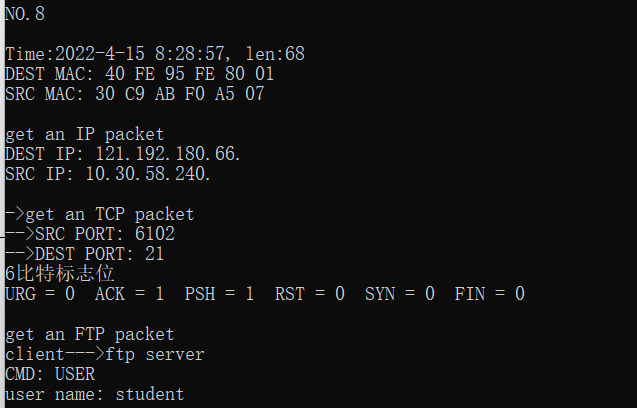 NO.8
Time:2022-4-15 8:28:57, len:68
DEST MAC: 40 FE 95 FE 80 01
SRC MAC: 30 C9 AB F0 A5 07
get an IP packet
DEST IP: 121.192.180.66.
SRC IP: 10.30.58.240.
->get an TCP packet
-->SRC PORT: 6102
-->DEST PORT: 21
6比特标志位
URG = 0  ACK = 1  PSH = 1  RST = 0  SYN = 0  FIN = 0
get an FTP packet
client--->ftp server
CMD: USER
user name: student